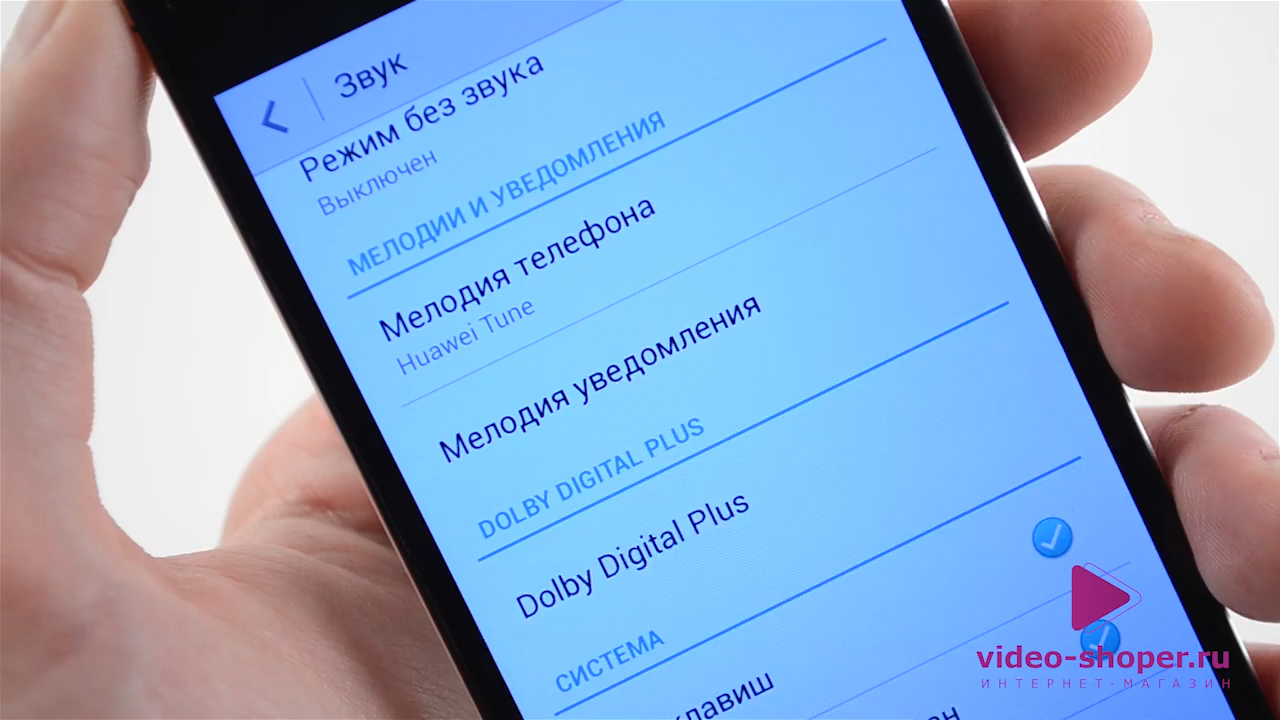 Звук
Режим без звука
Выключен
МЕЛОДИИ И УВЕДОМЛЕНИЯ
Мелодия телефона
Huawei Tune
Мелодия уведомления
DOLBY DIGITAL PLUS
Dolby Digital Plus
СИСТЕМА
клавиш
video-shoper.ru
ИНТЕРНЕТ-МАГАЗИН